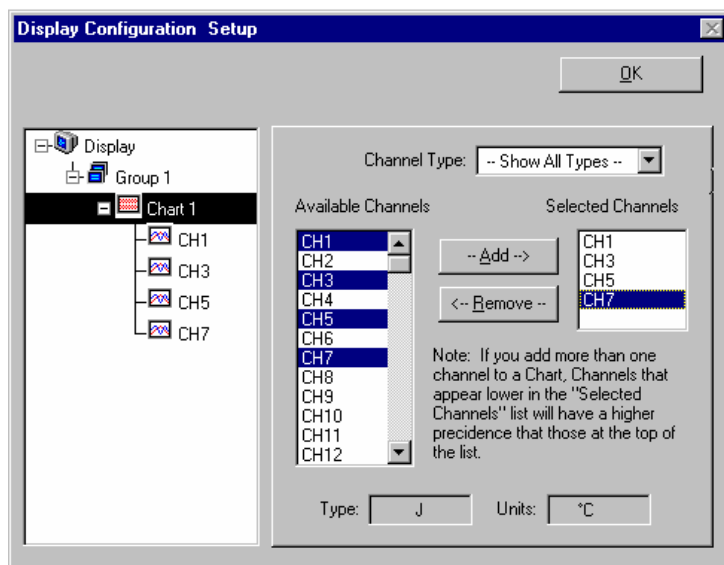 Display Configuration Setup
OK
Display
Group 1
Chart 1
CH1
CH3
CH5
CH7
Channel Type: -- Show All Types --
Available Channels
CH1
CH2
CH3
CH4
CH5
CH6
CH7
CH8
CH9
CH10
CH11
CH12
-- Add -->
<-- Remove --
Selected Channels
CH1
CH3
CH5
CH7
Note: If you add more than one
channel to a Chart, Channels that
appear lower in the "Selected
Channels" list will have a higher
precidence that those at the top of
the list.
Type: J
Units: °C